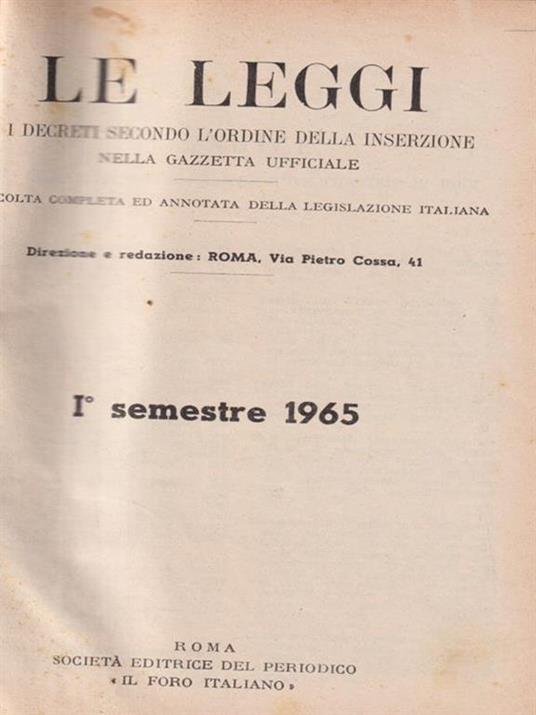 LE LEGGI
I DECRETI SECONDO L'ORDINE DELLA INSERZIONE
NELLA GAZZETTA UFFICIALE
COLTA COMPLETA ED ANNOTATA DELLA LEGISLAZIONE ITALIANA
Direzione e redazione: ROMA, Via Pietro Cossa, 41
I° semestre 1965
ROMA
SOCIETÀ EDITRICE DEL PERIODICO
« IL FORO ITALIANO »